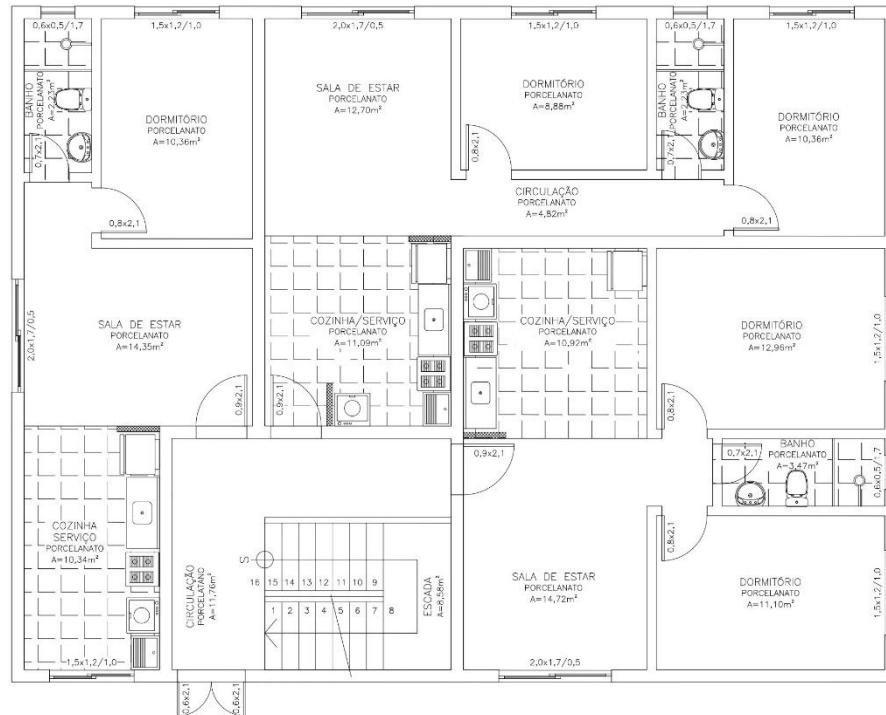 0,6x0,5/1,7
1,5x1,2/1,0
2,0x1,7/0,5
1,5x1,2/1,0
0,6x0,5/1,7
1,5x1,2/1,0
BANHO
PORCELANATO
A=2,23m²
0,7x2,1
DORMITÓRIO
PORCELANATO
A=10,36m²
0,8x2,1
SALA DE ESTAR
PORCELANATO
A=12,70m²
DORMITÓRIO
PORCELANATO
A=8,88m²
0,8x2,1
BANHO
PORCELANATO
A=2,23m²
0,7x2,1
DORMITÓRIO
PORCELANATO
A=10,36m²
0,8x2,1
CIRCULAÇÃO
PORCELANATO
A=4,82m²
2,0x1,7/0,5
SALA DE ESTAR
PORCELANATO
A=14,35m²
0,9x2,1
COZINHA/SERVIÇO
PORCELANATO
A=11,09m²
0,9x2,1
COZINHA/SERVIÇO
PORCELANATO
A=10,92m²
DORMITÓRIO
PORCELANATO
A=12,96m²
1,5x1,2/1,0
0,8x2,1
0,9x2,1
0,7x2,1
BANHO
PORCELANATO
A=3,47m²
0,6x0,5/1,7
COZINHA
SERVIÇO
PORCELANATO
A=10,34m²
1,5x1,2/1,0
CIRCULAÇÃO
PORCELATANO
A=11,76m²
S
16 15 14 13 12 11 10 9
1 2 3 4 5 6 7 8
ESCADA
A=8,58m²
0,6x2,1
0,6x2,1
SALA DE ESTAR
PORCELANATO
A=14,72m²
2,0x1,7/0,5
0,8x2,1
DORMITÓRIO
PORCELANATO
A=11,10m²
1,5x1,2/1,0